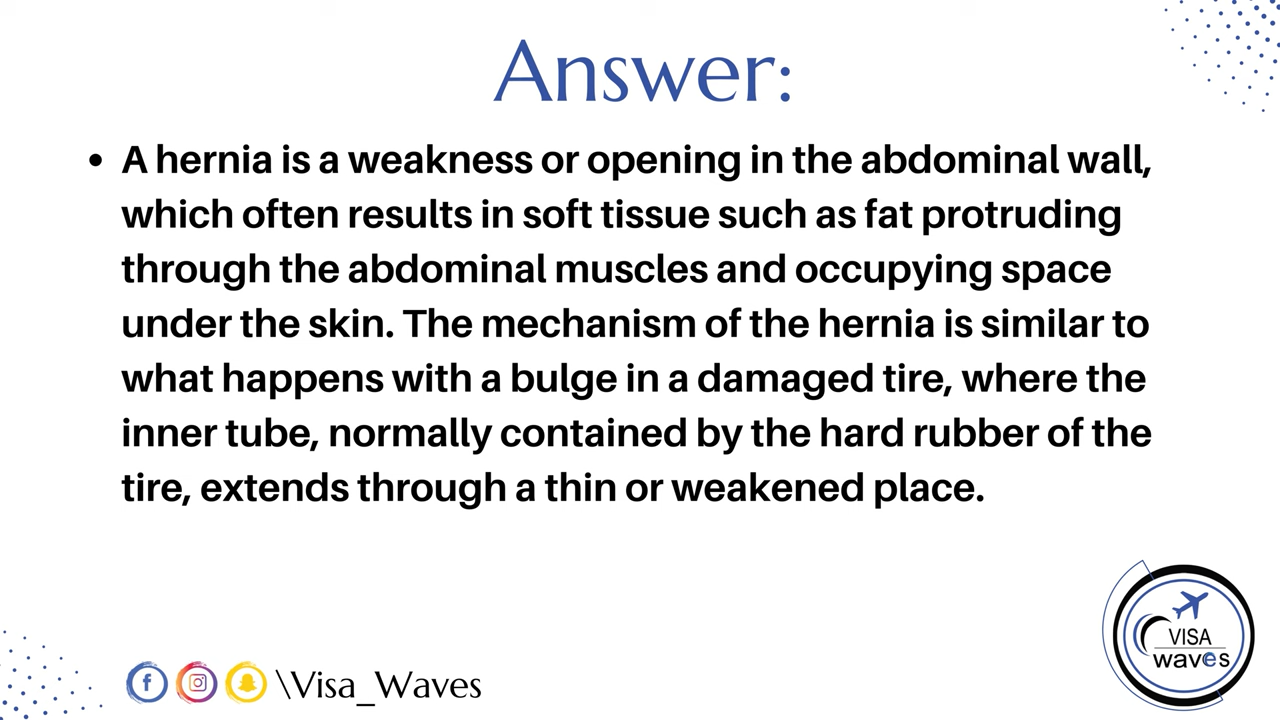 Answer:
• A hernia is a weakness or opening in the abdominal wall,
which often results in soft tissue such as fat protruding
through the abdominal muscles and occupying space
under the skin. The mechanism of the hernia is similar to
what happens with a bulge in a damaged tire, where the
inner tube, normally contained by the hard rubber of the
tire, extends through a thin or weakened place.
VISA
waves
\Visa_Waves